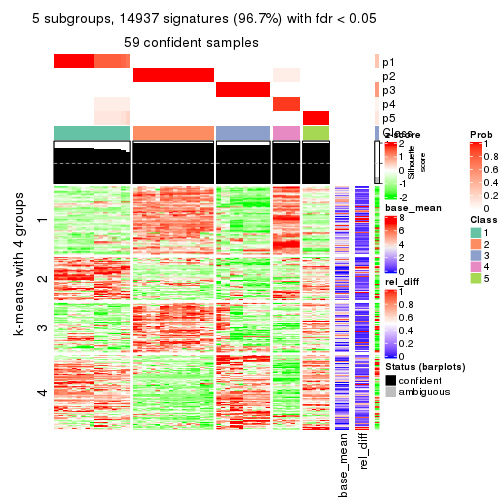 5 subgroups, 14937 signatures (96.7%) with fdr < 0.05
59 confident samples
p1
p2
p3
p4
p5
Class
z-score
2
1
0
-1
-2
Silhouette
score
base_mean
8
6
4
2
0
rel_diff
1
0.8
0.6
0.4
0.2
0
Status (barplots)
confident
ambiguous
Prob
1
0.8
0.6
0.4
0.2
0
Class
1
2
3
4
5
k-means with 4 groups
1
2
3
4
base_mean
rel_diff